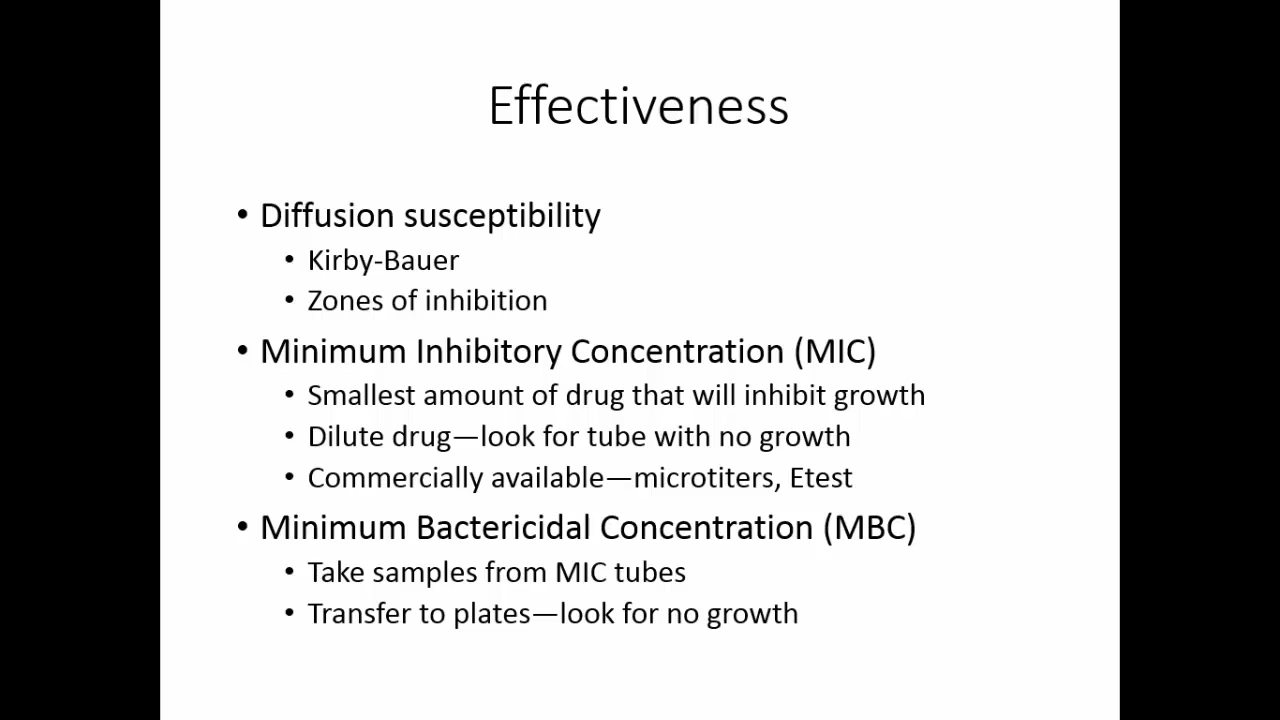 Effectiveness
• Diffusion susceptibility
• Kirby-Bauer
• Zones of inhibition
• Minimum Inhibitory Concentration (MIC)
• Smallest amount of drug that will inhibit growth
• Dilute drug—look for tube with no growth
• Commercially available—microtiters, Etest
• Minimum Bactericidal Concentration (MBC)
• Take samples from MIC tubes
• Transfer to plates—look for no growth